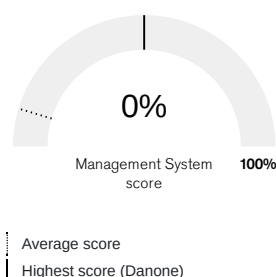 0%
Management System 100%
score
Average score
Highest score (Danone)